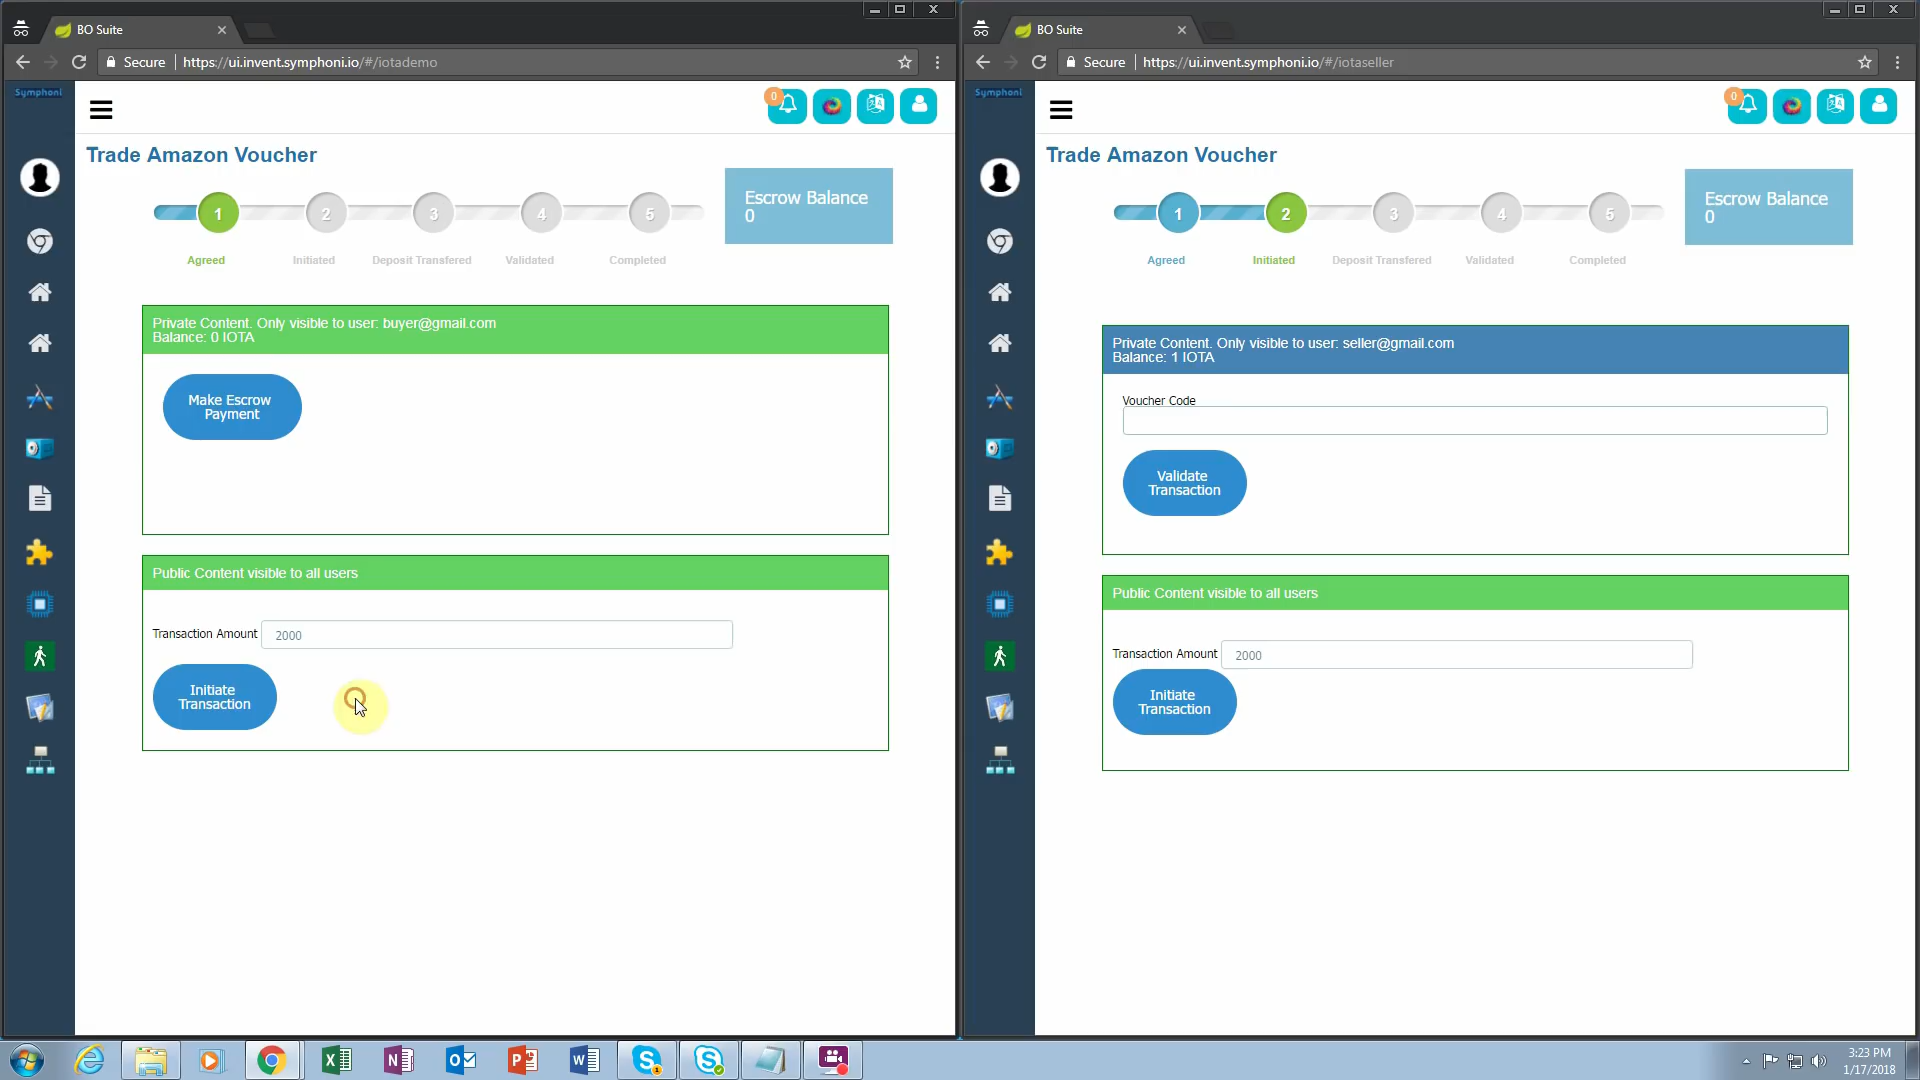 BO Suite
Secure
https://ui.invent.symphoni.io/#/iotademo
Symphoni
0
Trade Amazon Voucher
1
2
3
4
5
Agreed
Initiated
Deposit Transfered
Validated
Completed
Escrow Balance
0
Private Content. Only visible to user: buyer@gmail.com
Balance: 0 IOTA
Make Escrow
Payment
Public Content visible to all users
Transaction Amount
2000
Initiate
Transaction
BO Suite
Secure
https://ui.invent.symphoni.io/#/iotaseller
Symphoni
0
Trade Amazon Voucher
1
2
3
4
5
Agreed
Initiated
Deposit Transfered
Validated
Completed
Escrow Balance
0
Private Content. Only visible to user: seller@gmail.com
Balance: 1 IOTA
Voucher Code
Validate
Transaction
Public Content visible to all users
Transaction Amount
2000
Initiate
Transaction
3:23 PM
1/17/2018